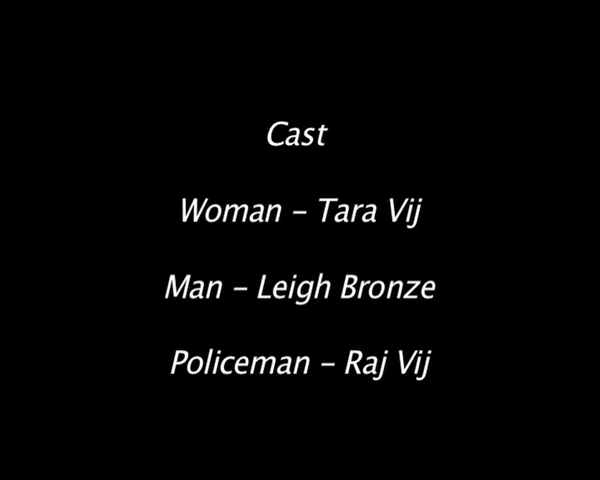 Cast
Woman – Tara Vij
Man – Leigh Bronze
Policeman – Raj Vij